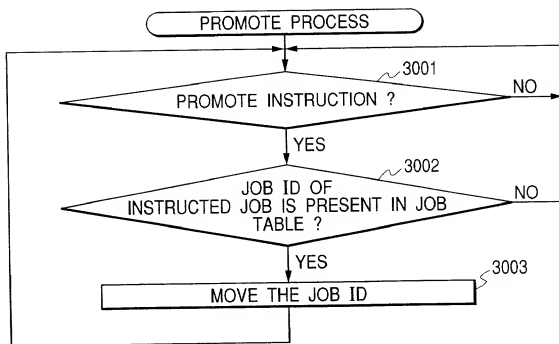 PROMOTE PROCESS
3001
PROMOTE INSTRUCTION ?
NO
YES
3002
JOB ID OF
INSTRUCTED JOB IS PRESENT IN JOB
TABLE ?
NO
YES
3003
MOVE THE JOB ID